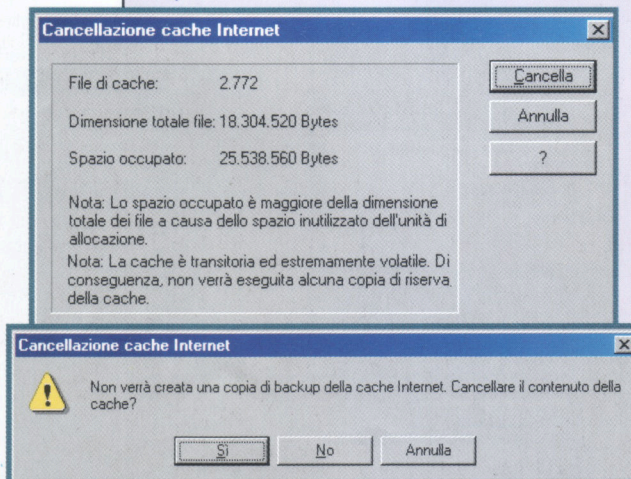 Cancellazione cache Internet
File di cache: 2.772
Cancella
Dimensione totale file: 18.304.520 Bytes
Annulla
Spazio occupato: 25.538.560 Bytes
?
Nota: Lo spazio occupato è maggiore della dimensione
totale dei file a causa dello spazio inutilizzato dell'unità di
allocazione.
Nota: La cache è transitoria ed estremamente volatile. Di
conseguenza, non verrà eseguita alcuna copia di riserva
della cache.
Cancellazione cache Internet
Non verrà creata una copia di backup della cache Internet. Cancellare il contenuto della
cache?
Sì No Annulla